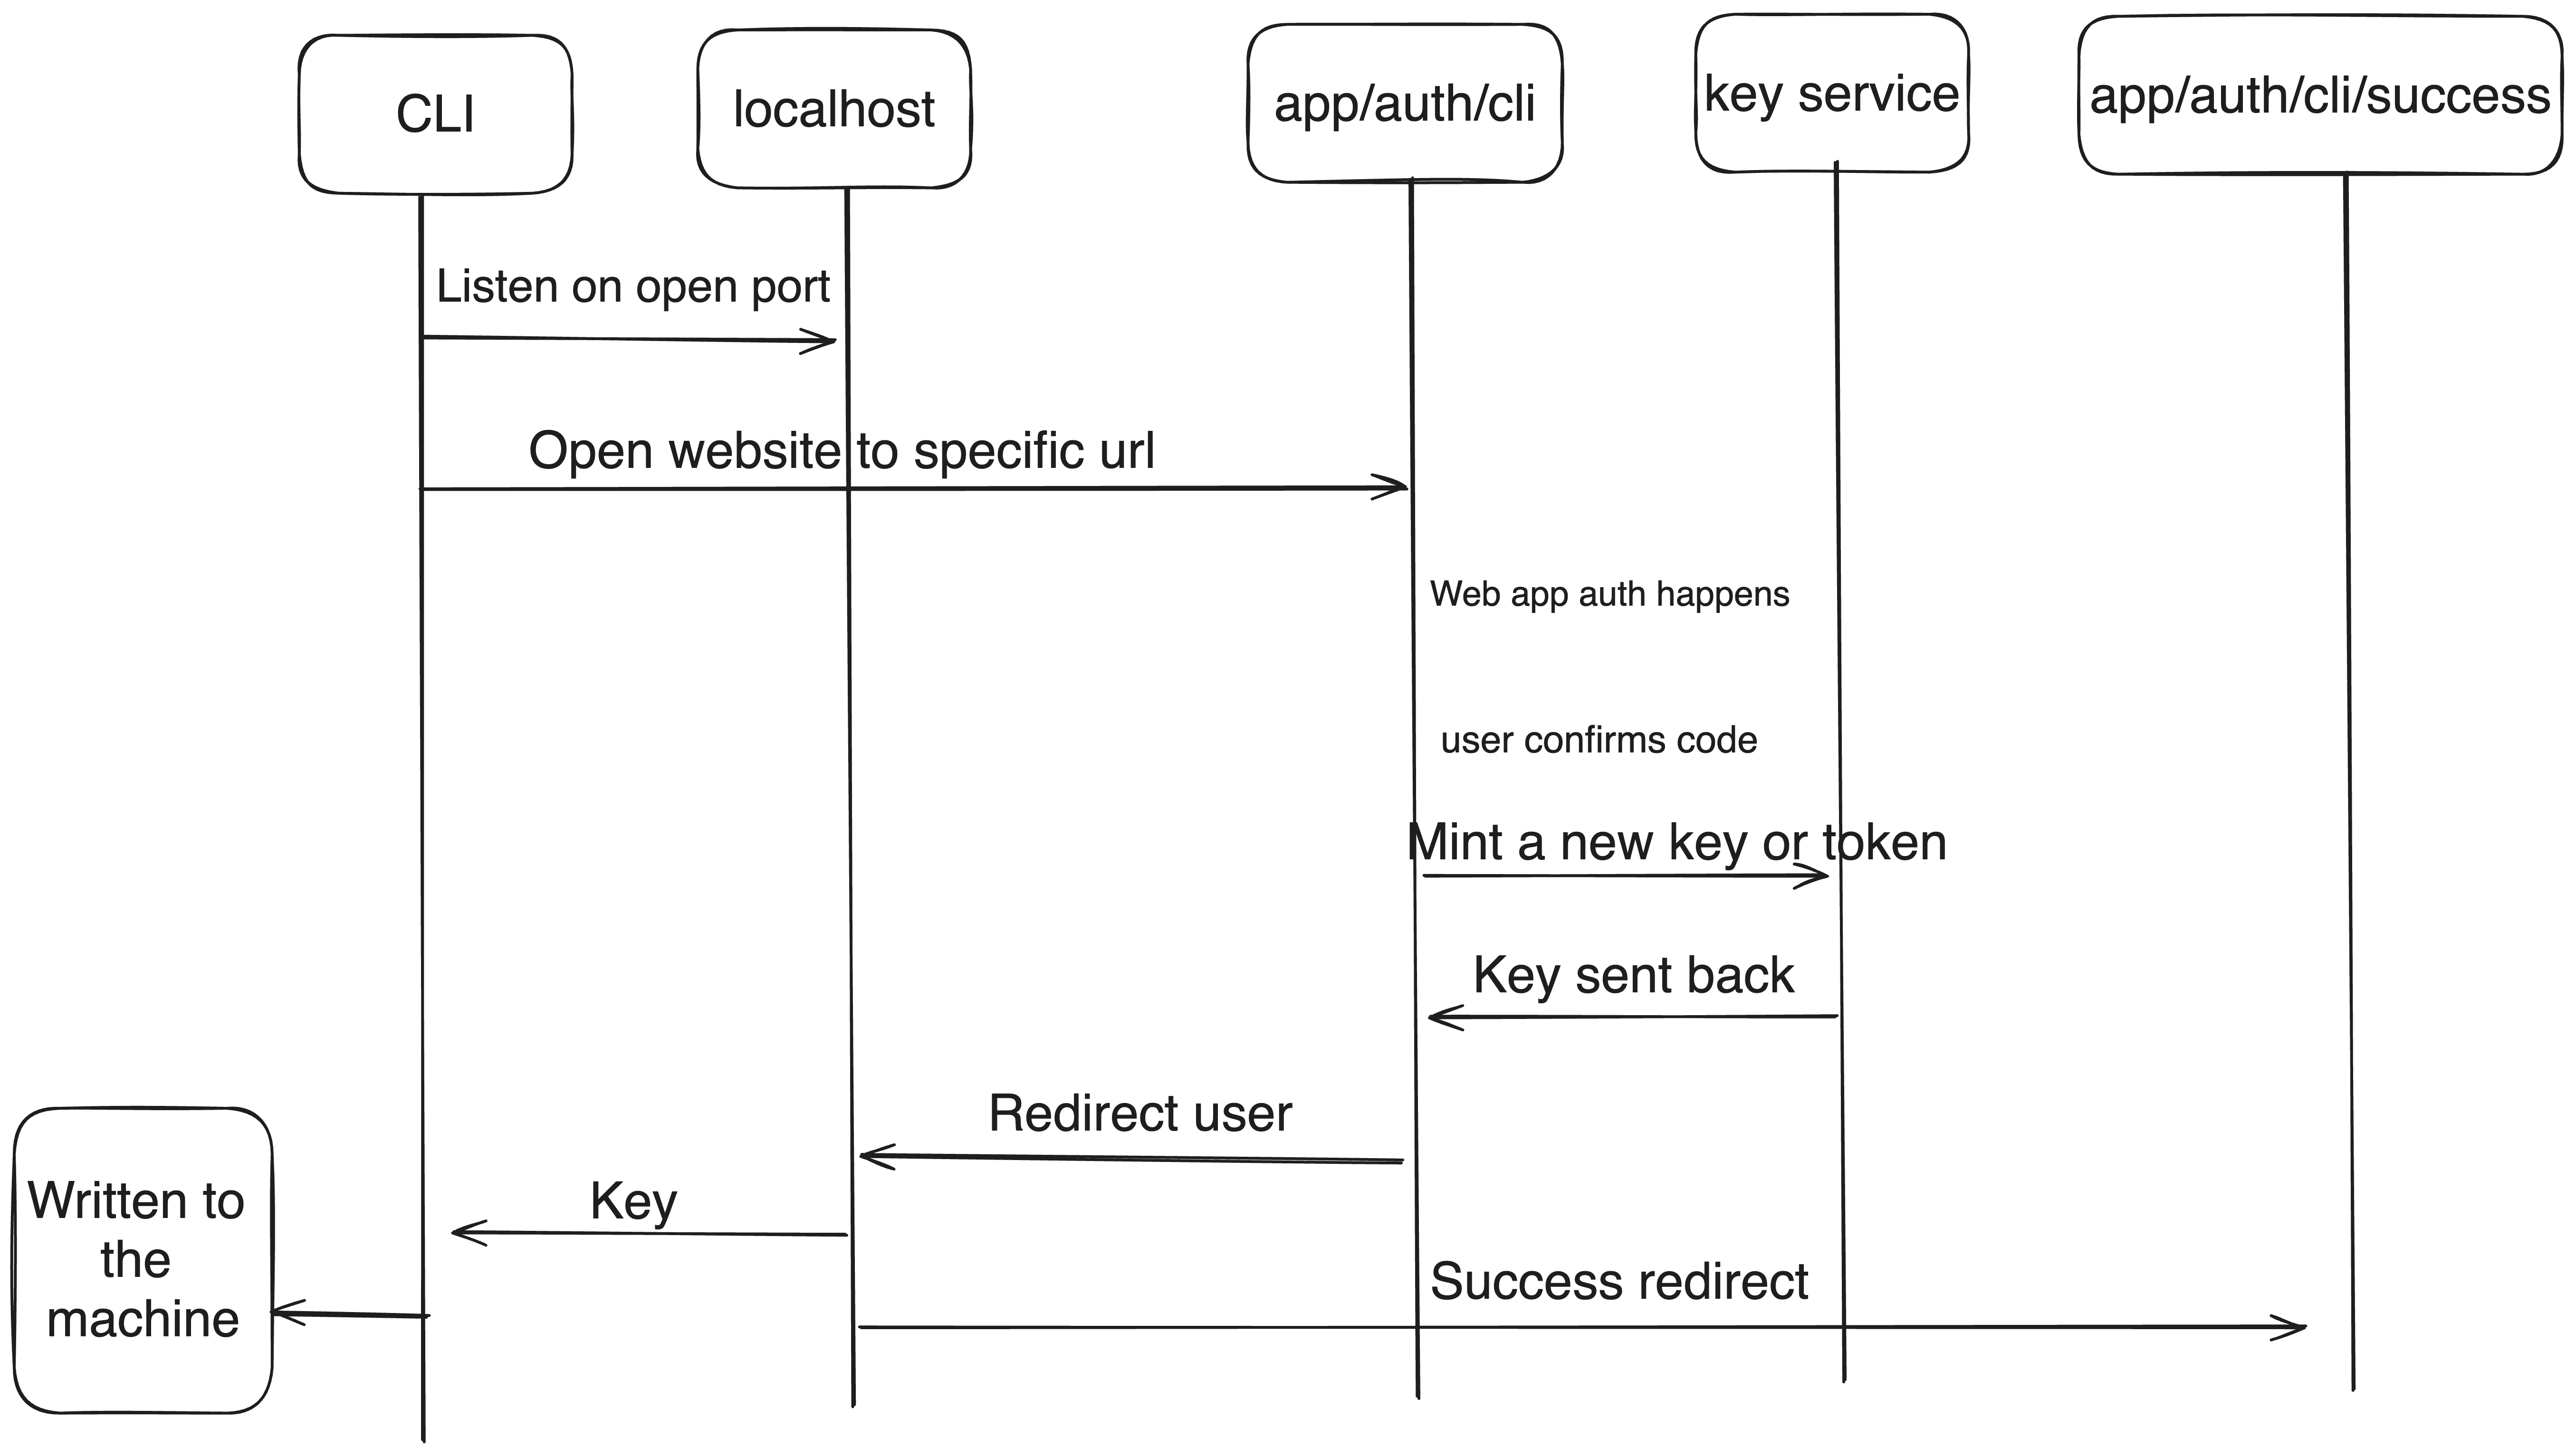 CLI
localhost
app/auth/cli
key service
app/auth/cli/success
Listen on open port
Open website to specific url
Web app auth happens
user confirms code
Mint a new key or token
Key sent back
Redirect user
Key
Written to
the
machine
Success redirect